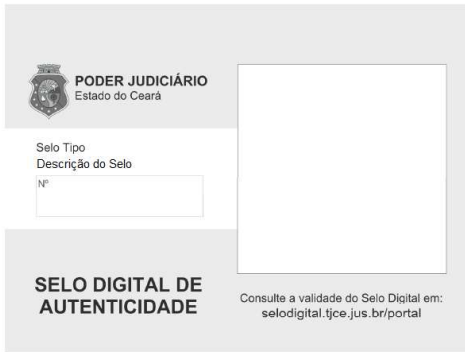 PODER JUDICIÁRIO
Estado do Ceará
Selo Tipo
Descrição do Selo
Nº
SELO DIGITAL DE
AUTENTICIDADE
Consulte a validade do Selo Digital em:
selodigital.tjce.jus.br/portal